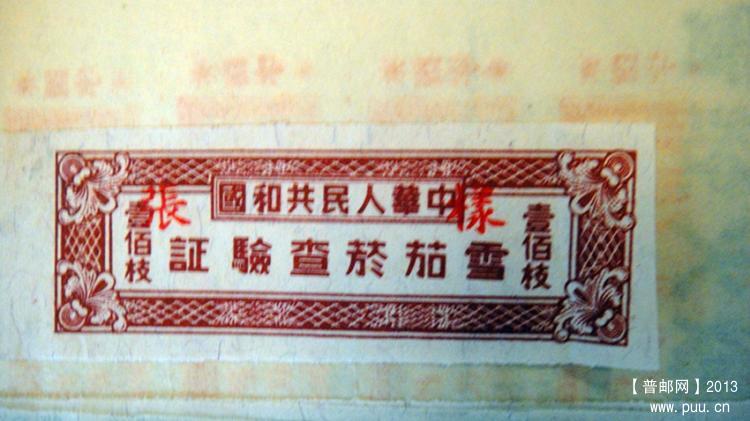 中華人民共和國
樣張
雪茄菸查驗証
壹佰枝
壹佰枝
【普邮网】2013
www.puu.cn